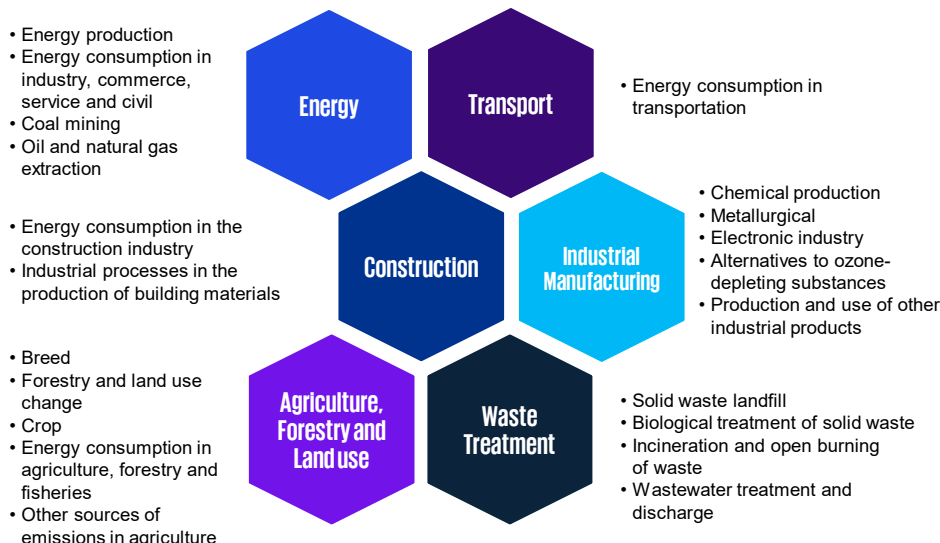 • Energy production
• Energy consumption in
industry, commerce,
service and civil
• Coal mining
• Oil and natural gas
extraction
Energy
Transport
• Energy consumption in
transportation
• Energy consumption in the
construction industry
• Industrial processes in the
production of building materials
Construction
Industrial
Manufacturing
• Chemical production
• Metallurgical
• Electronic industry
• Alternatives to ozone-
depleting substances
• Production and use of other
industrial products
• Breed
• Forestry and land use
change
• Crop
• Energy consumption in
agriculture, forestry and
fisheries
• Other sources of
emissions in agriculture
Agriculture,
Forestry and
Land use
Waste
Treatment
• Solid waste landfill
• Biological treatment of solid waste
• Incineration and open burning
of waste
• Wastewater treatment and
discharge